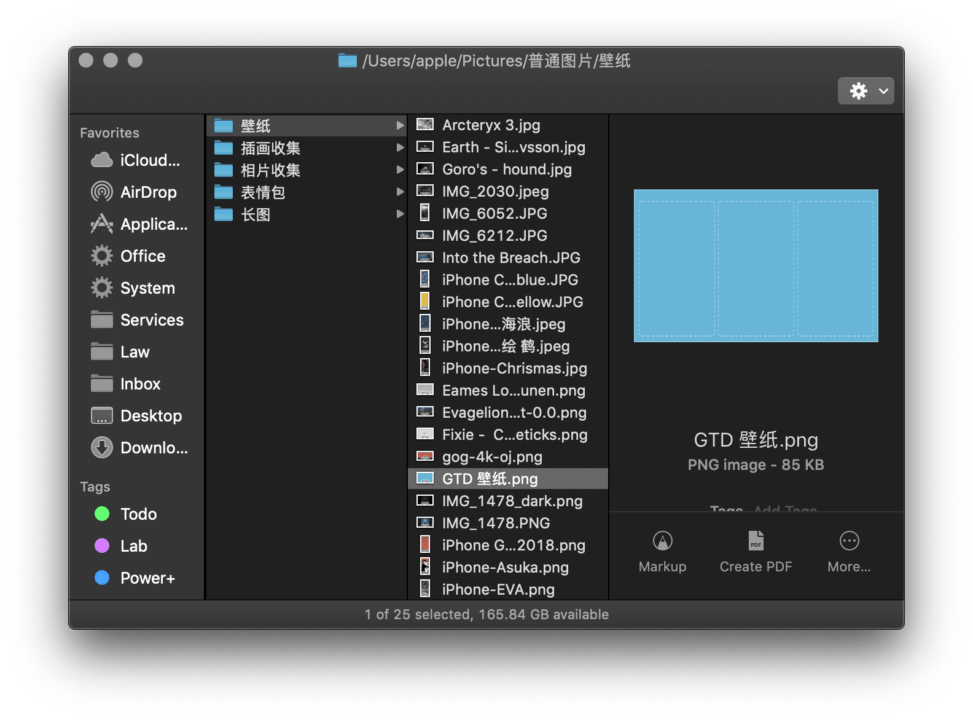 /Users/apple/Pictures/普通图片/壁纸
Favorites
iCloud...
AirDrop
Applica...
Office
System
Services
Law
Inbox
Desktop
Downlo...
Tags
Todo
Lab
Power+
壁纸
插画收集
相片收集
表情包
长图
Arcteryx 3.jpg
Earth - Si...vsson.jpg
Goro's - hound.jpg
IMG_2030.jpeg
IMG_6052.JPG
IMG_6212.JPG
Into the Breach.JPG
iPhone C...blue.JPG
iPhone C...ellow.JPG
iPhone...海浪.jpeg
iPhone...绘 鹤.jpeg
iPhone-Chrismas.jpg
Eames Lo...unen.png
Evagelion...t-0.0.png
Fixie - C...eticks.png
gog-4k-oj.png
GTD 壁纸.png
IMG_1478_dark.png
IMG_1478.PNG
iPhone G...2018.png
iPhone-Asuka.png
iPhone-EVA.png
GTD 壁纸.png
PNG image - 85 KB
Tags Add Tags
Markup
Create PDF
More...
1 of 25 selected, 165.84 GB available